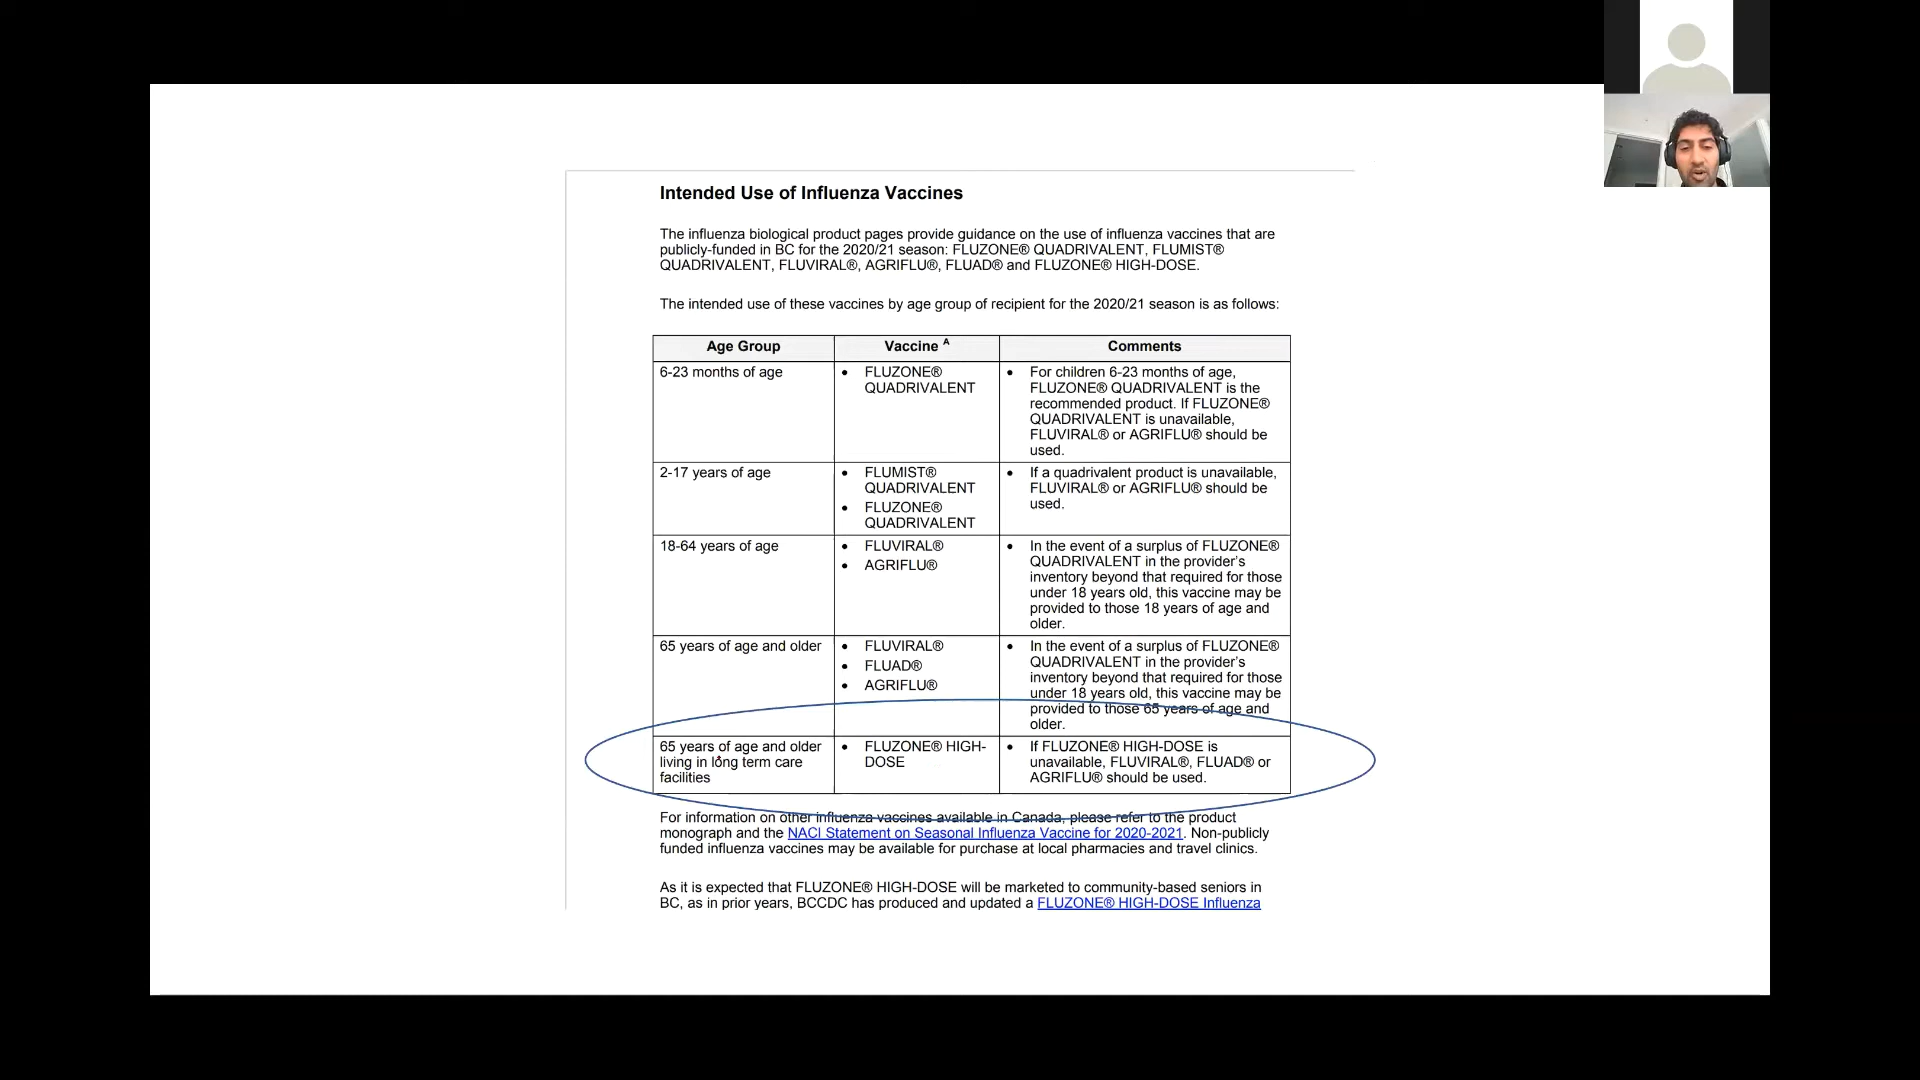 Intended Use of Influenza Vaccines
The influenza biological product pages provide guidance on the use of influenza vaccines that are
publicly-funded in BC for the 2020/21 season: FLUZONE® QUADRIVALENT, FLUMIST®
QUADRIVALENT, FLUVIRAL®, AGRIFLU®, FLUAD® and FLUZONE® HIGH-DOSE.
The intended use of these vaccines by age group of recipient for the 2020/21 season is as follows:
Age Group
Vaccine A
Comments
6-23 months of age
• FLUZONE®
QUADRIVALENT
• For children 6-23 months of age,
FLUZONE® QUADRIVALENT is the
recommended product. If FLUZONE®
QUADRIVALENT is unavailable,
FLUVIRAL® or AGRIFLU® should be
used.
2-17 years of age
• FLUMIST®
QUADRIVALENT
• FLUZONE®
QUADRIVALENT
• If a quadrivalent product is unavailable,
FLUVIRAL® or AGRIFLU® should be
used.
18-64 years of age
• FLUVIRAL®
• AGRIFLU®
• In the event of a surplus of FLUZONE®
QUADRIVALENT in the provider's
inventory beyond that required for those
under 18 years old, this vaccine may be
provided to those 18 years of age and
older.
65 years of age and older
• FLUVIRAL®
• FLUAD®
• AGRIFLU®
• In the event of a surplus of FLUZONE®
QUADRIVALENT in the provider's
inventory beyond that required for those
under 18 years old, this vaccine may be
provided to those 65 years of age and
older.
65 years of age and older
living in long term care
facilities
• FLUZONE® HIGH-
DOSE
• If FLUZONE® HIGH-DOSE is
unavailable, FLUVIRAL®, FLUAD® or
AGRIFLU® should be used.
For information on other influenza vaccines available in Canada, please refer to the product
monograph and the NACI Statement on Seasonal Influenza Vaccine for 2020-2021. Non-publicly
funded influenza vaccines may be available for purchase at local pharmacies and travel clinics.
As it is expected that FLUZONE® HIGH-DOSE will be marketed to community-based seniors in
BC, as in prior years, BCCDC has produced and updated a FLUZONE® HIGH-DOSE Influenza